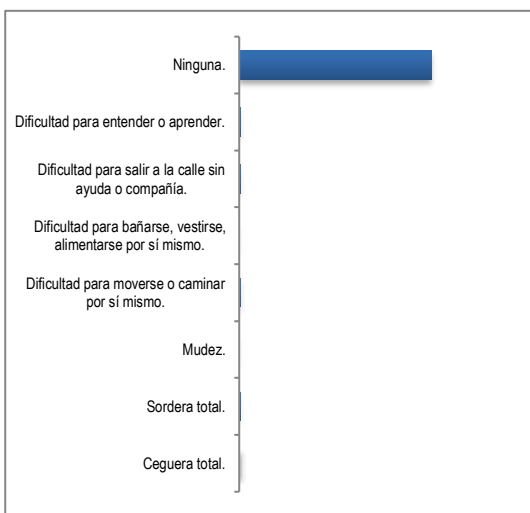 Ninguna.
Dificultad para entender o aprender.
Dificultad para salir a la calle sin
ayuda o compañía.
Dificultad para bañarse, vestirse,
alimentarse por sí mismo.
Dificultad para moverse o caminar
por sí mismo.
Mudez.
Sordera total.
Ceguera total.